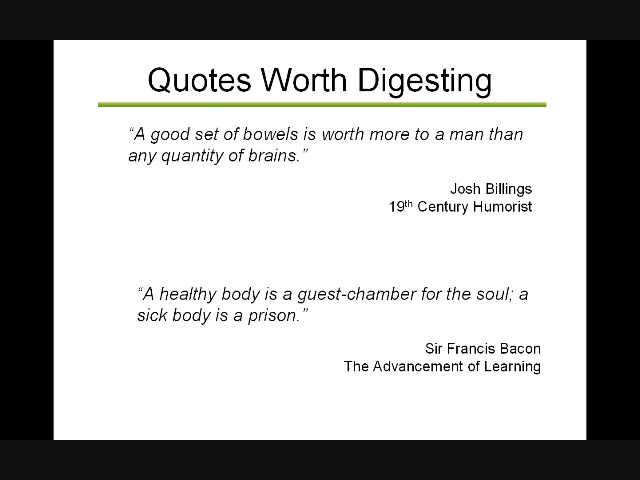 Quotes Worth Digesting
“A good set of bowels is worth more to a man than
any quantity of brains.”
Josh Billings
19th Century Humorist
“A healthy body is a guest-chamber for the soul; a
sick body is a prison.”
Sir Francis Bacon
The Advancement of Learning